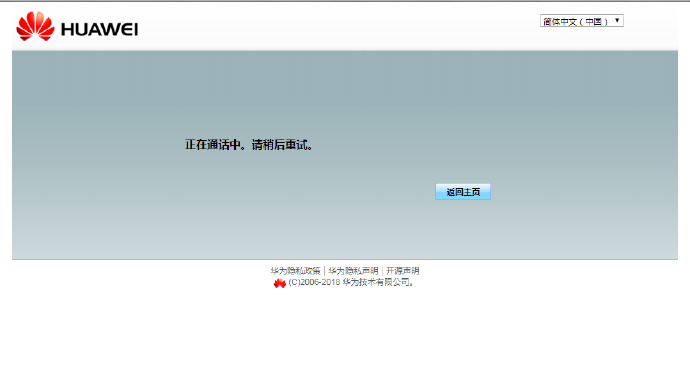 HUAWEI
简体中文（中国）
正在通话中。请稍后重试。
返回主页
华为隐私政策 | 华为隐私声明 | 开源声明
(C)2006-2018 华为技术有限公司。